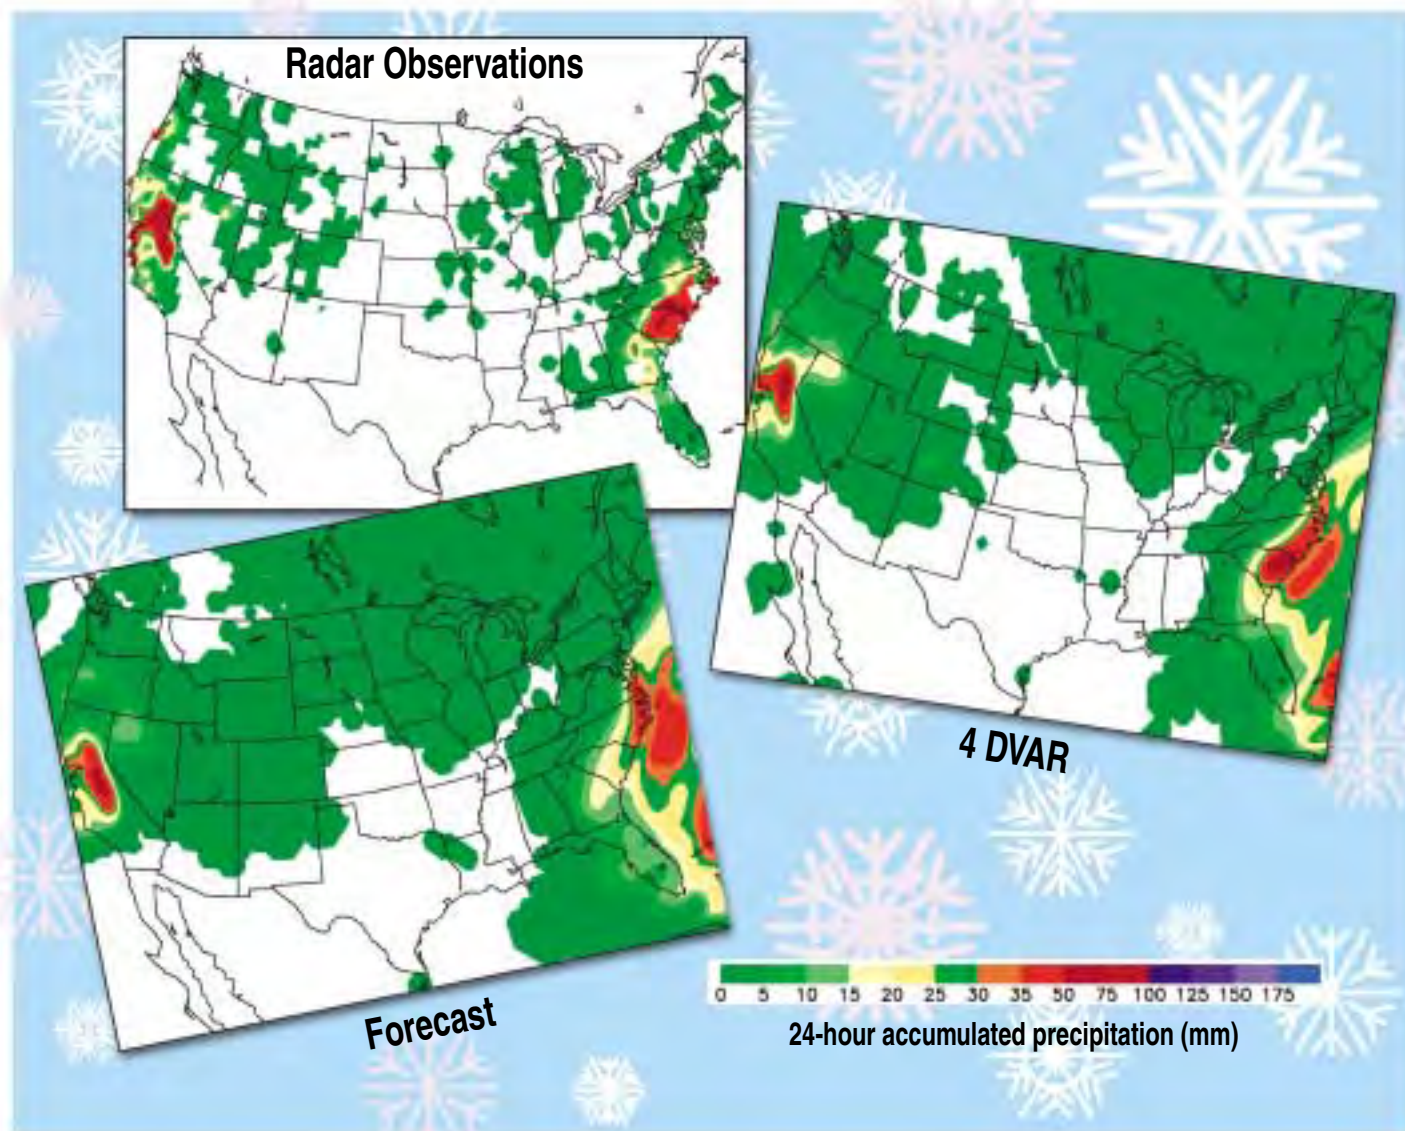 Radar Observations
4 DVAR
Forecast
0 5 10 15 20 25 30 35 50 75 100 125 150 175
24-hour accumulated precipitation (mm)